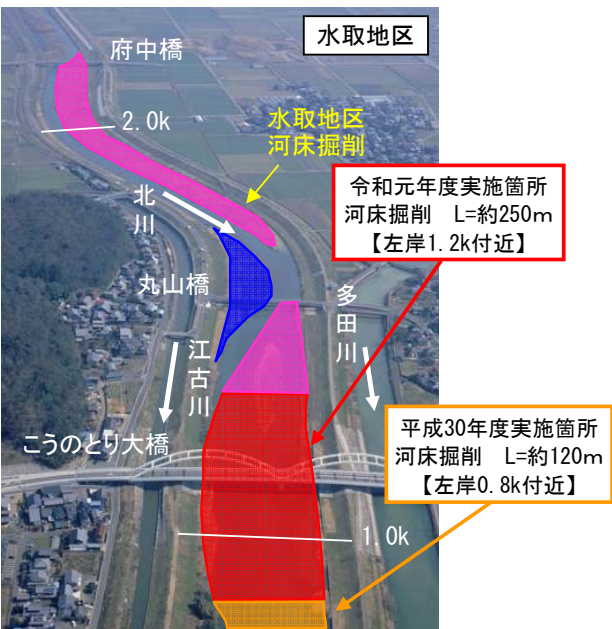 水取地区
府中橋
2.0k
水取地区
河床掘削
令和元年度実施箇所
河床掘削　L=約250m
【左岸1.2k付近】
北川
丸山橋
多田川
江古川
こうのとり大橋
平成30年度実施箇所
河床掘削　L=約120m
【左岸0.8k付近】
1.0k